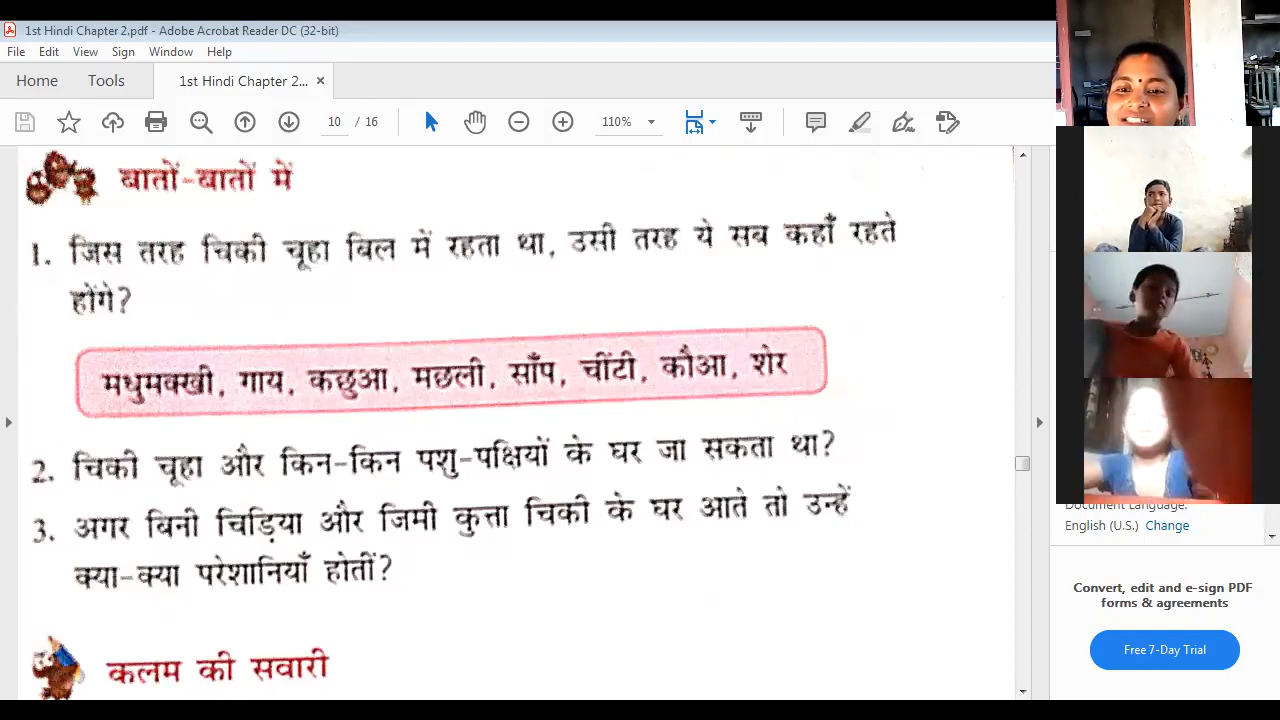 1st Hindi Chapter 2.pdf - Adobe Acrobat Reader DC (32-bit)
File Edit View Sign Window Help
Home Tools 1st Hindi Chapter 2... ×
10 / 16 110%
बातों-बातों में
1. जिस तरह चिकी चूहा बिल में रहता था, उसी तरह ये सब कहाँ रहते
होंगे?
मधुमक्खी, गाय, कछुआ, मछली, साँप, चींटी, कौआ, शेर
2. चिकी चूहा और किन-किन पशु-पक्षियों के घर जा सकता था?
3. अगर बिनी चिड़िया और जिमी कुत्ता चिकी के घर आते तो उन्हें
क्या-क्या परेशानियाँ होतीं?
कलम की सवारी
Document Language:
English (U.S.) Change
Convert, edit and e-sign PDF
forms & agreements
Free 7-Day Trial